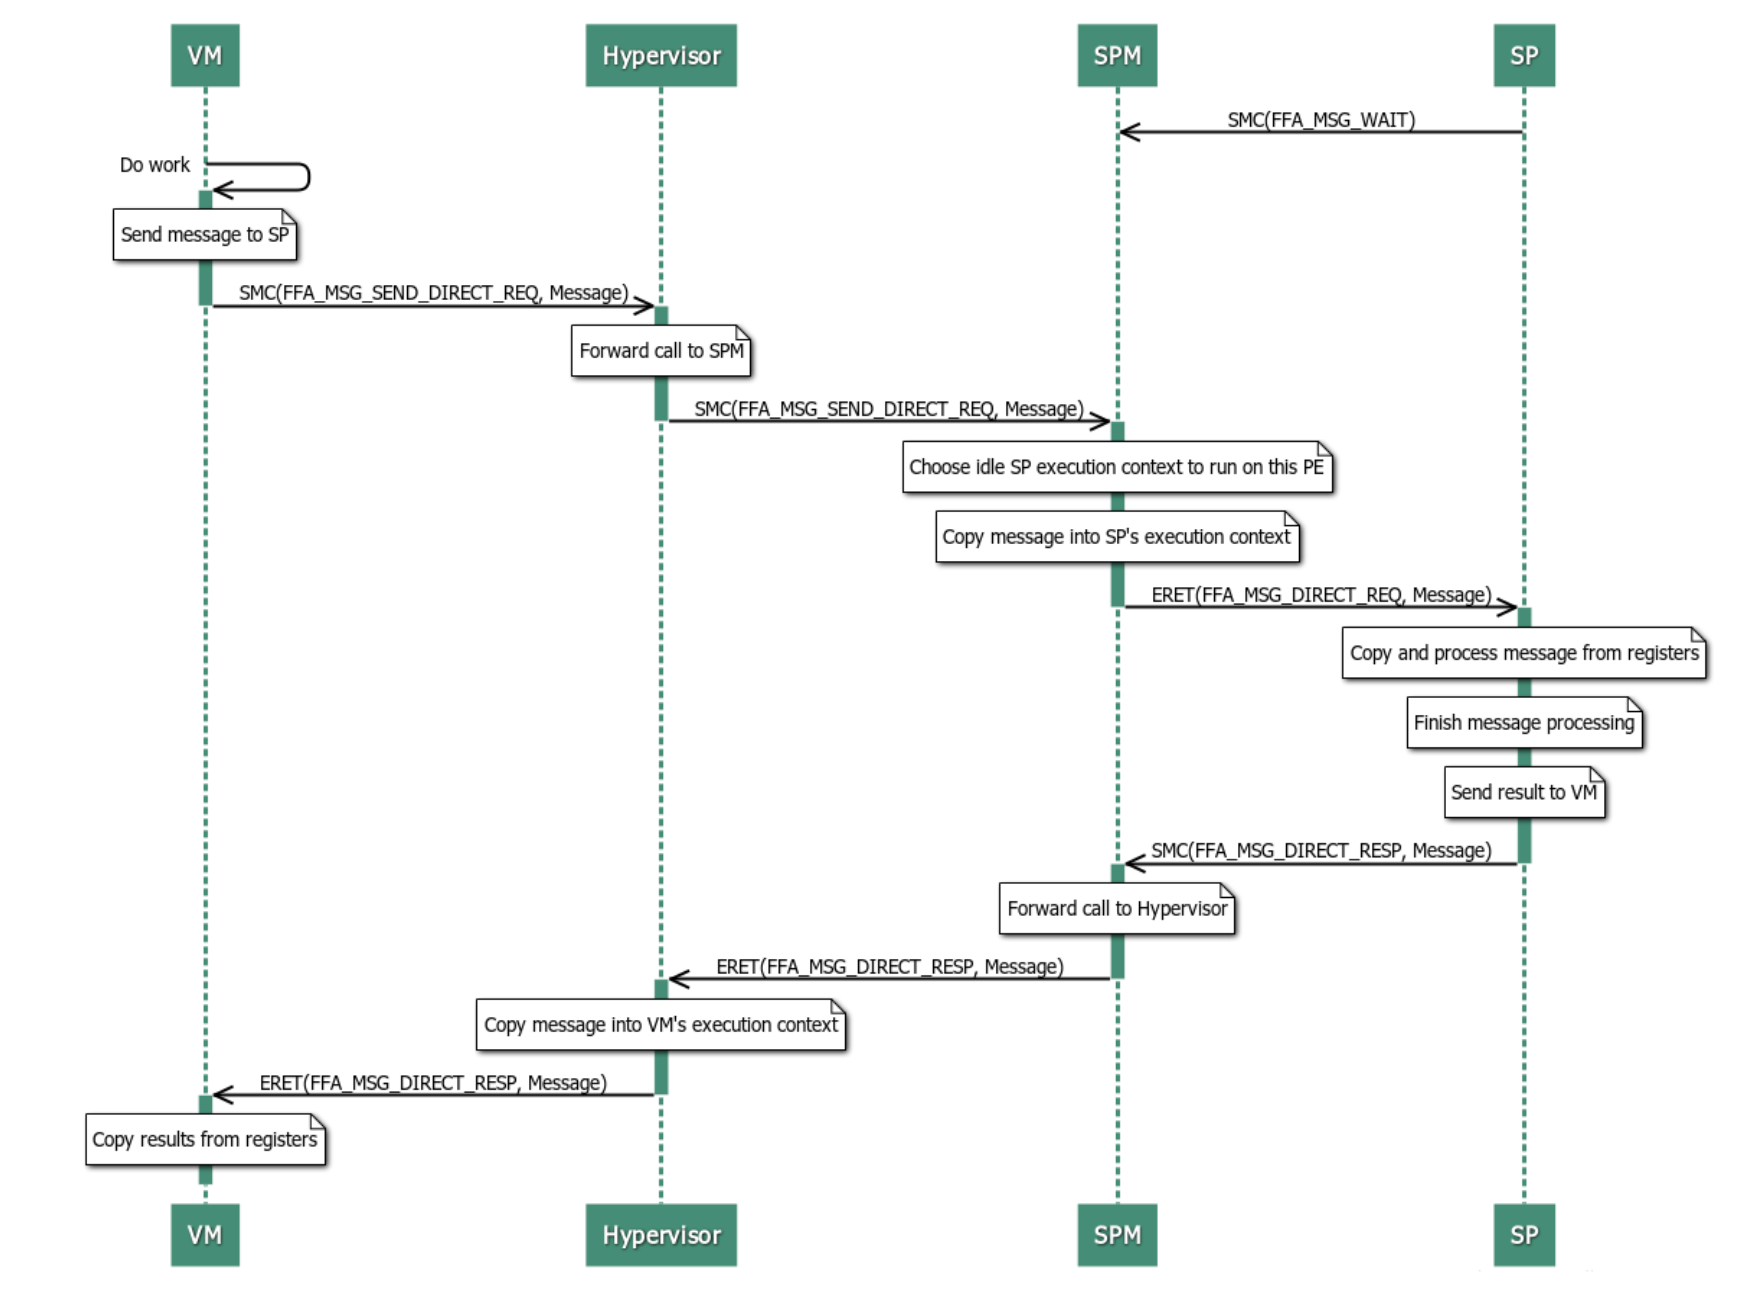 VM
Hypervisor
SPM
SP
SMC(FFA_MSG_WAIT)
Do work
Send message to SP
SMC(FFA_MSG_SEND_DIRECT_REQ, Message)
Forward call to SPM
SMC(FFA_MSG_SEND_DIRECT_REQ, Message)
Choose idle SP execution context to run on this PE
Copy message into SP's execution context
ERET(FFA_MSG_DIRECT_REQ, Message)
Copy and process message from registers
Finish message processing
Send result to VM
SMC(FFA_MSG_DIRECT_RESP, Message)
Forward call to Hypervisor
ERET(FFA_MSG_DIRECT_RESP, Message)
Copy message into VM's execution context
ERET(FFA_MSG_DIRECT_RESP, Message)
Copy results from registers
VM
Hypervisor
SPM
SP